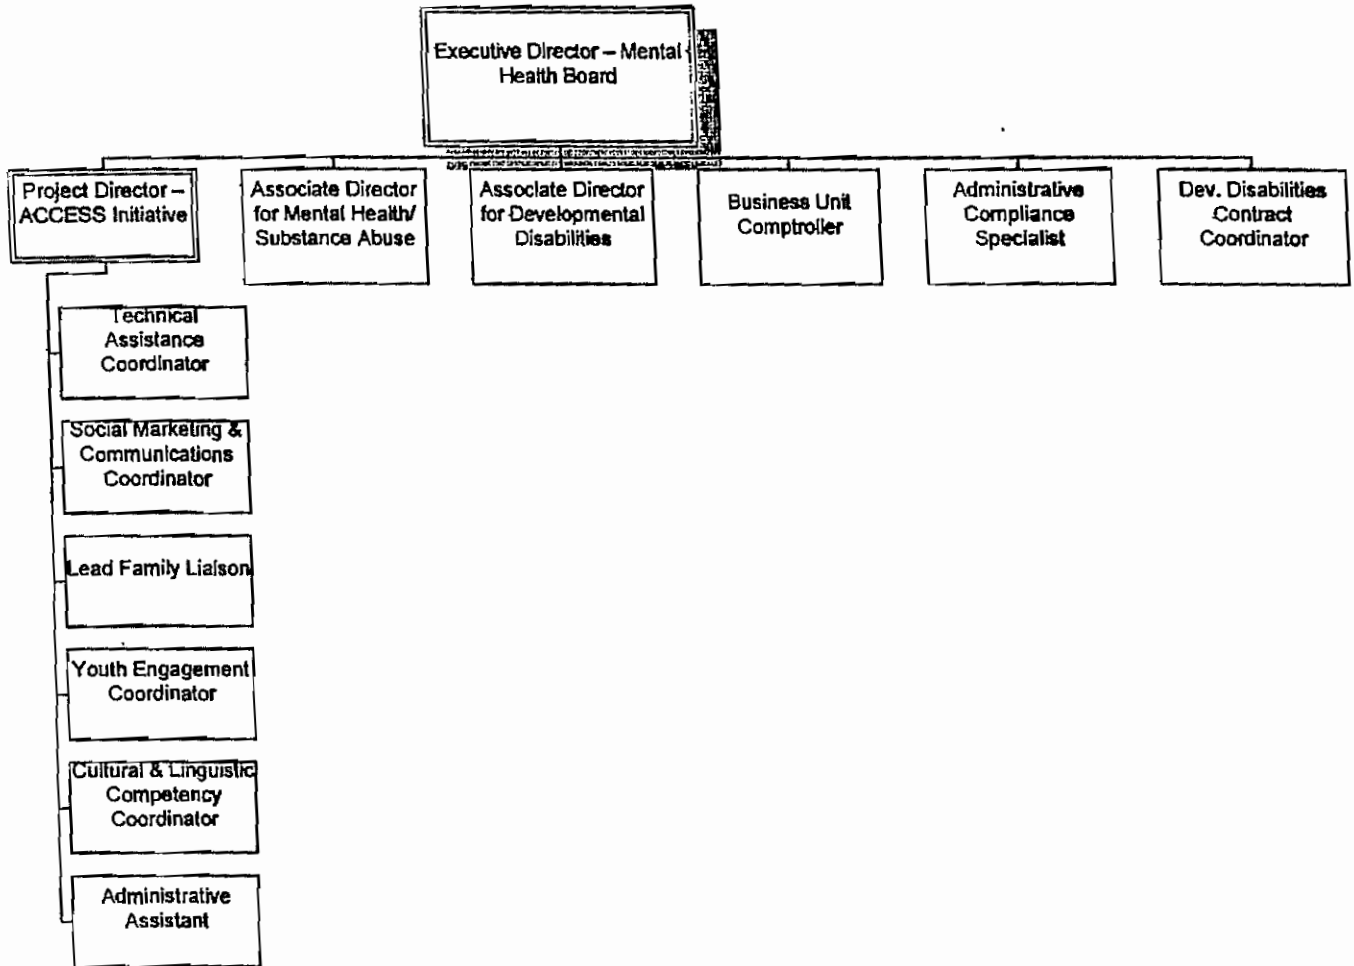 Executive Director – Mental
Health Board
Project Director –
ACCESS Initiative
Associate Director
for Mental Health/
Substance Abuse
Associate Director
for Developmental
Disabilities
Business Unit
Comptroller
Administrative
Compliance
Specialist
Dev. Disabilities
Contract
Coordinator
Technical
Assistance
Coordinator
Social Marketing &
Communications
Coordinator
Lead Family Liaison
Youth Engagement
Coordinator
Cultural & Linguistic
Competency
Coordinator
Administrative
Assistant